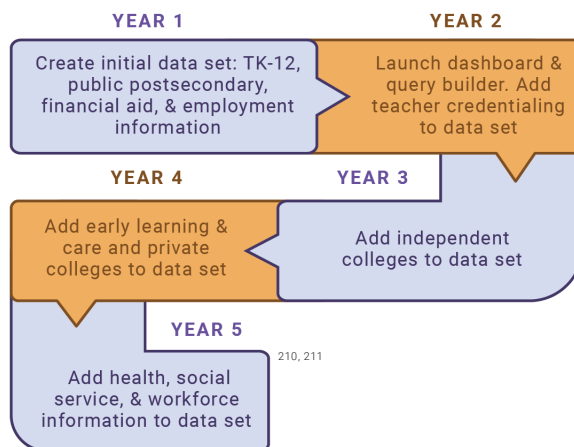 YEAR 1
Create initial data set: TK-12,
public postsecondary,
financial aid, & employment
information
YEAR 2
Launch dashboard &
query builder. Add
teacher credentialing
to data set
YEAR 3
Add independent
colleges to data set
YEAR 4
Add early learning &
care and private
colleges to data set
YEAR 5
Add health, social
service, & workforce
information to data set
210, 211